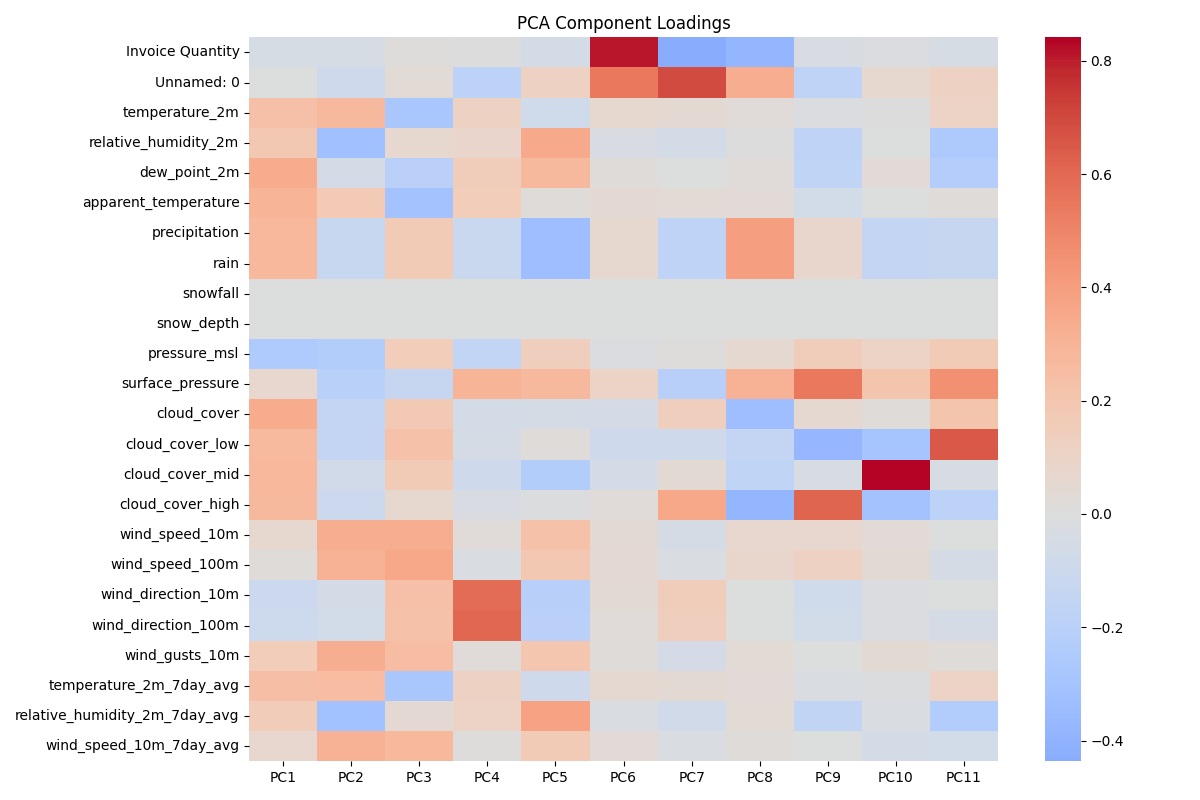 PCA Component Loadings
Invoice Quantity
Unnamed: 0
temperature_2m
relative_humidity_2m
dew_point_2m
apparent_temperature
precipitation
rain
snowfall
snow_depth
pressure_msl
surface_pressure
cloud_cover
cloud_cover_low
cloud_cover_mid
cloud_cover_high
wind_speed_10m
wind_speed_100m
wind_direction_10m
wind_direction_100m
wind_gusts_10m
temperature_2m_7day_avg
relative_humidity_2m_7day_avg
wind_speed_10m_7day_avg
PC1 PC2 PC3 PC4 PC5 PC6 PC7 PC8 PC9 PC10 PC11
0.8
0.6
0.4
0.2
0.0
−0.2
−0.4